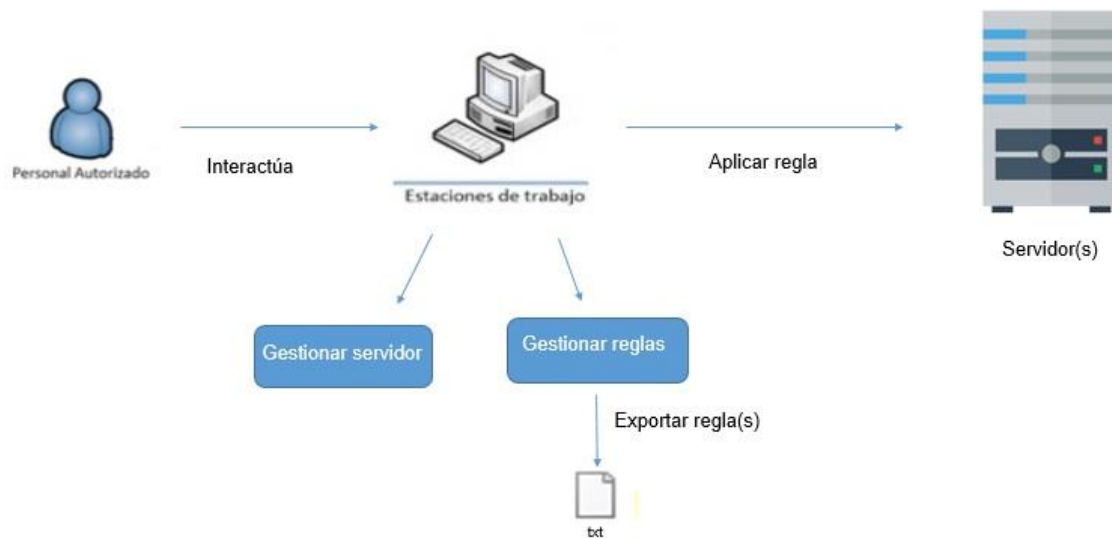 Personal Autorizado
Interactúa
Estaciones de trabajo
Aplicar regla
Servidor(s)
Gestionar servidor
Gestionar reglas
Exportar regla(s)
txt